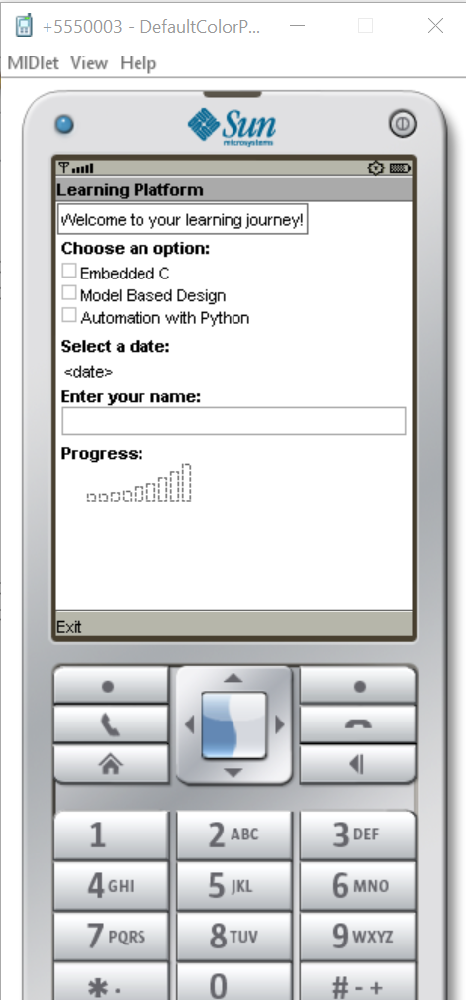 +5550003 - DefaultColorP...
MIDlet View Help
Sun
microsystems
Learning Platform
Welcome to your learning journey!
Choose an option:
Embedded C
Model Based Design
Automation with Python
Select a date:
<date>
Enter your name:
Progress:
Exit
1 2 ABC 3 DEF
4 GHI 5 JKL 6 MNO
7 PQRS 8 TUV 9 WXYZ
* . 0 # - +